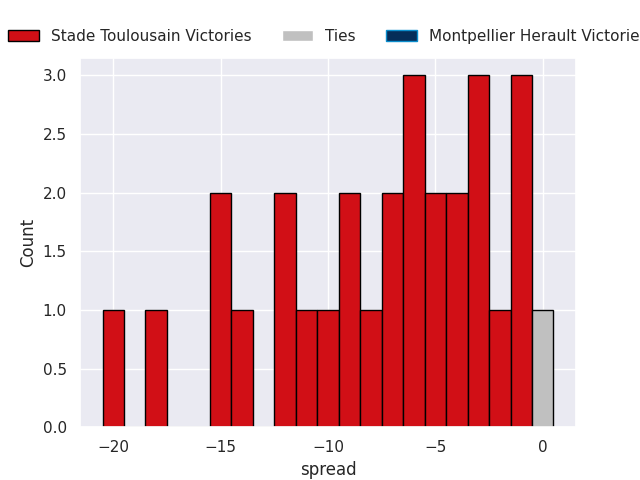 Stade Toulousain Victories Ties Montpellier Herault Victorie
3.0
2.5
2.0
1.5
1.0
0.5
0.0
Count
−20 −15 −10 −5 0
spread